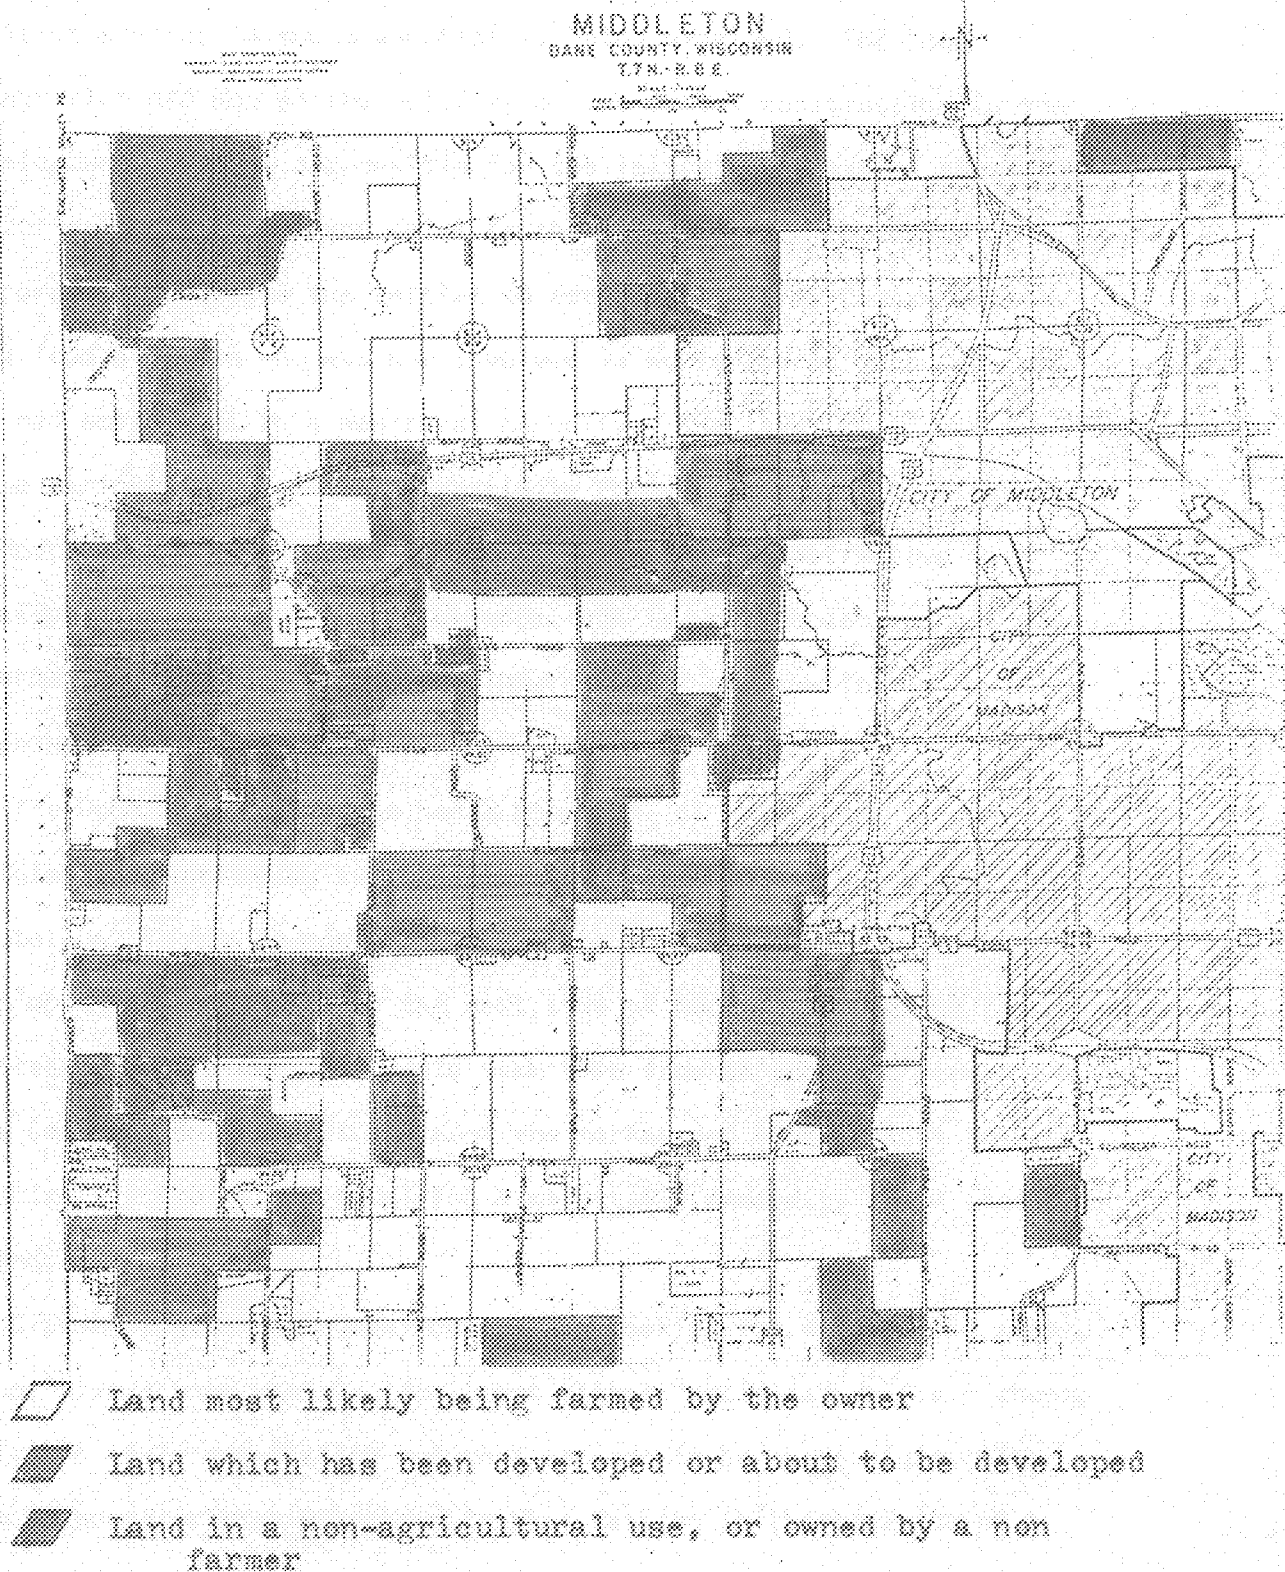 MIDDLETON
DANE COUNTY, WISCONSIN
T.7N.-R.8E.
CITY OF MIDDLETON
CITY
OF
MADISON
CITY
OF
MADISON
Land most likely being farmed by the owner
Land which has been developed or about to be developed
Land in a non-agricultural use, or owned by a non
farmer